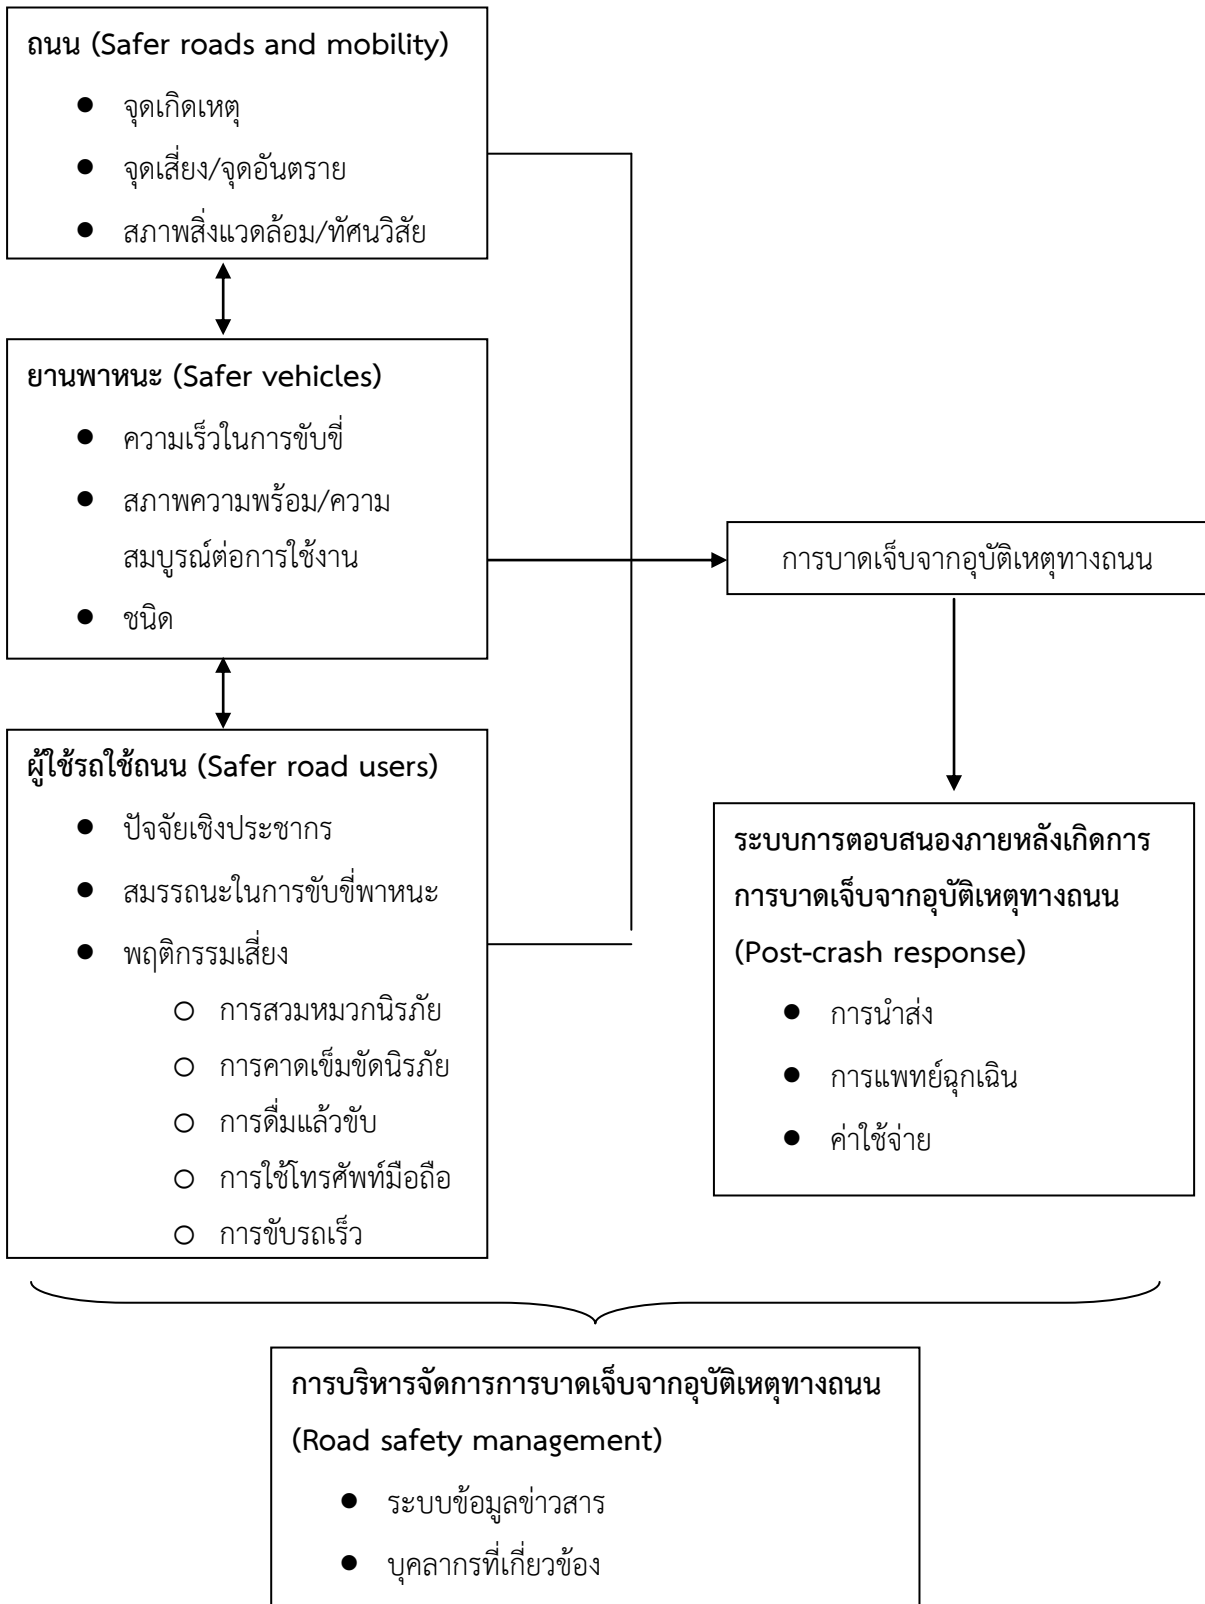 ถนน (Safer roads and mobility)
● จุดเกิดเหตุ
● จุดเสี่ยง/จุดอันตราย
● สภาพสิ่งแวดล้อม/ทัศนวิสัย
ยานพาหนะ (Safer vehicles)
● ความเร็วในการขับขี่
● สภาพความพร้อม/ความ
สมบูรณ์ต่อการใช้งาน
● ชนิด
การบาดเจ็บจากอุบัติเหตุทางถนน
ผู้ใช้รถใช้ถนน (Safer road users)
● ปัจจัยเชิงประชากร
● สมรรถนะในการขับขี่พาหนะ
● พฤติกรรมเสี่ยง
○ การสวมหมวกนิรภัย
○ การคาดเข็มขัดนิรภัย
○ การดื่มแล้วขับ
○ การใช้โทรศัพท์มือถือ
○ การขับรถเร็ว
ระบบการตอบสนองภายหลังเกิดการ
การบาดเจ็บจากอุบัติเหตุทางถนน
(Post-crash response)
● การนำส่ง
● การแพทย์ฉุกเฉิน
● ค่าใช้จ่าย
การบริหารจัดการการบาดเจ็บจากอุบัติเหตุทางถนน
(Road safety management)
● ระบบข้อมูลข่าวสาร
● บุคลากรที่เกี่ยวข้อง